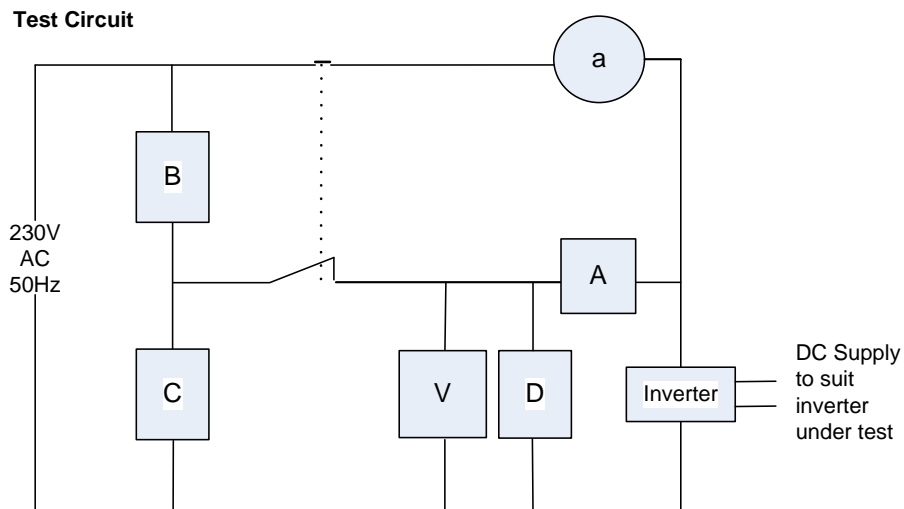 Test Circuit
a
B
230V
AC
50Hz
A
C
V
D
Inverter
DC Supply
to suit
inverter
under test